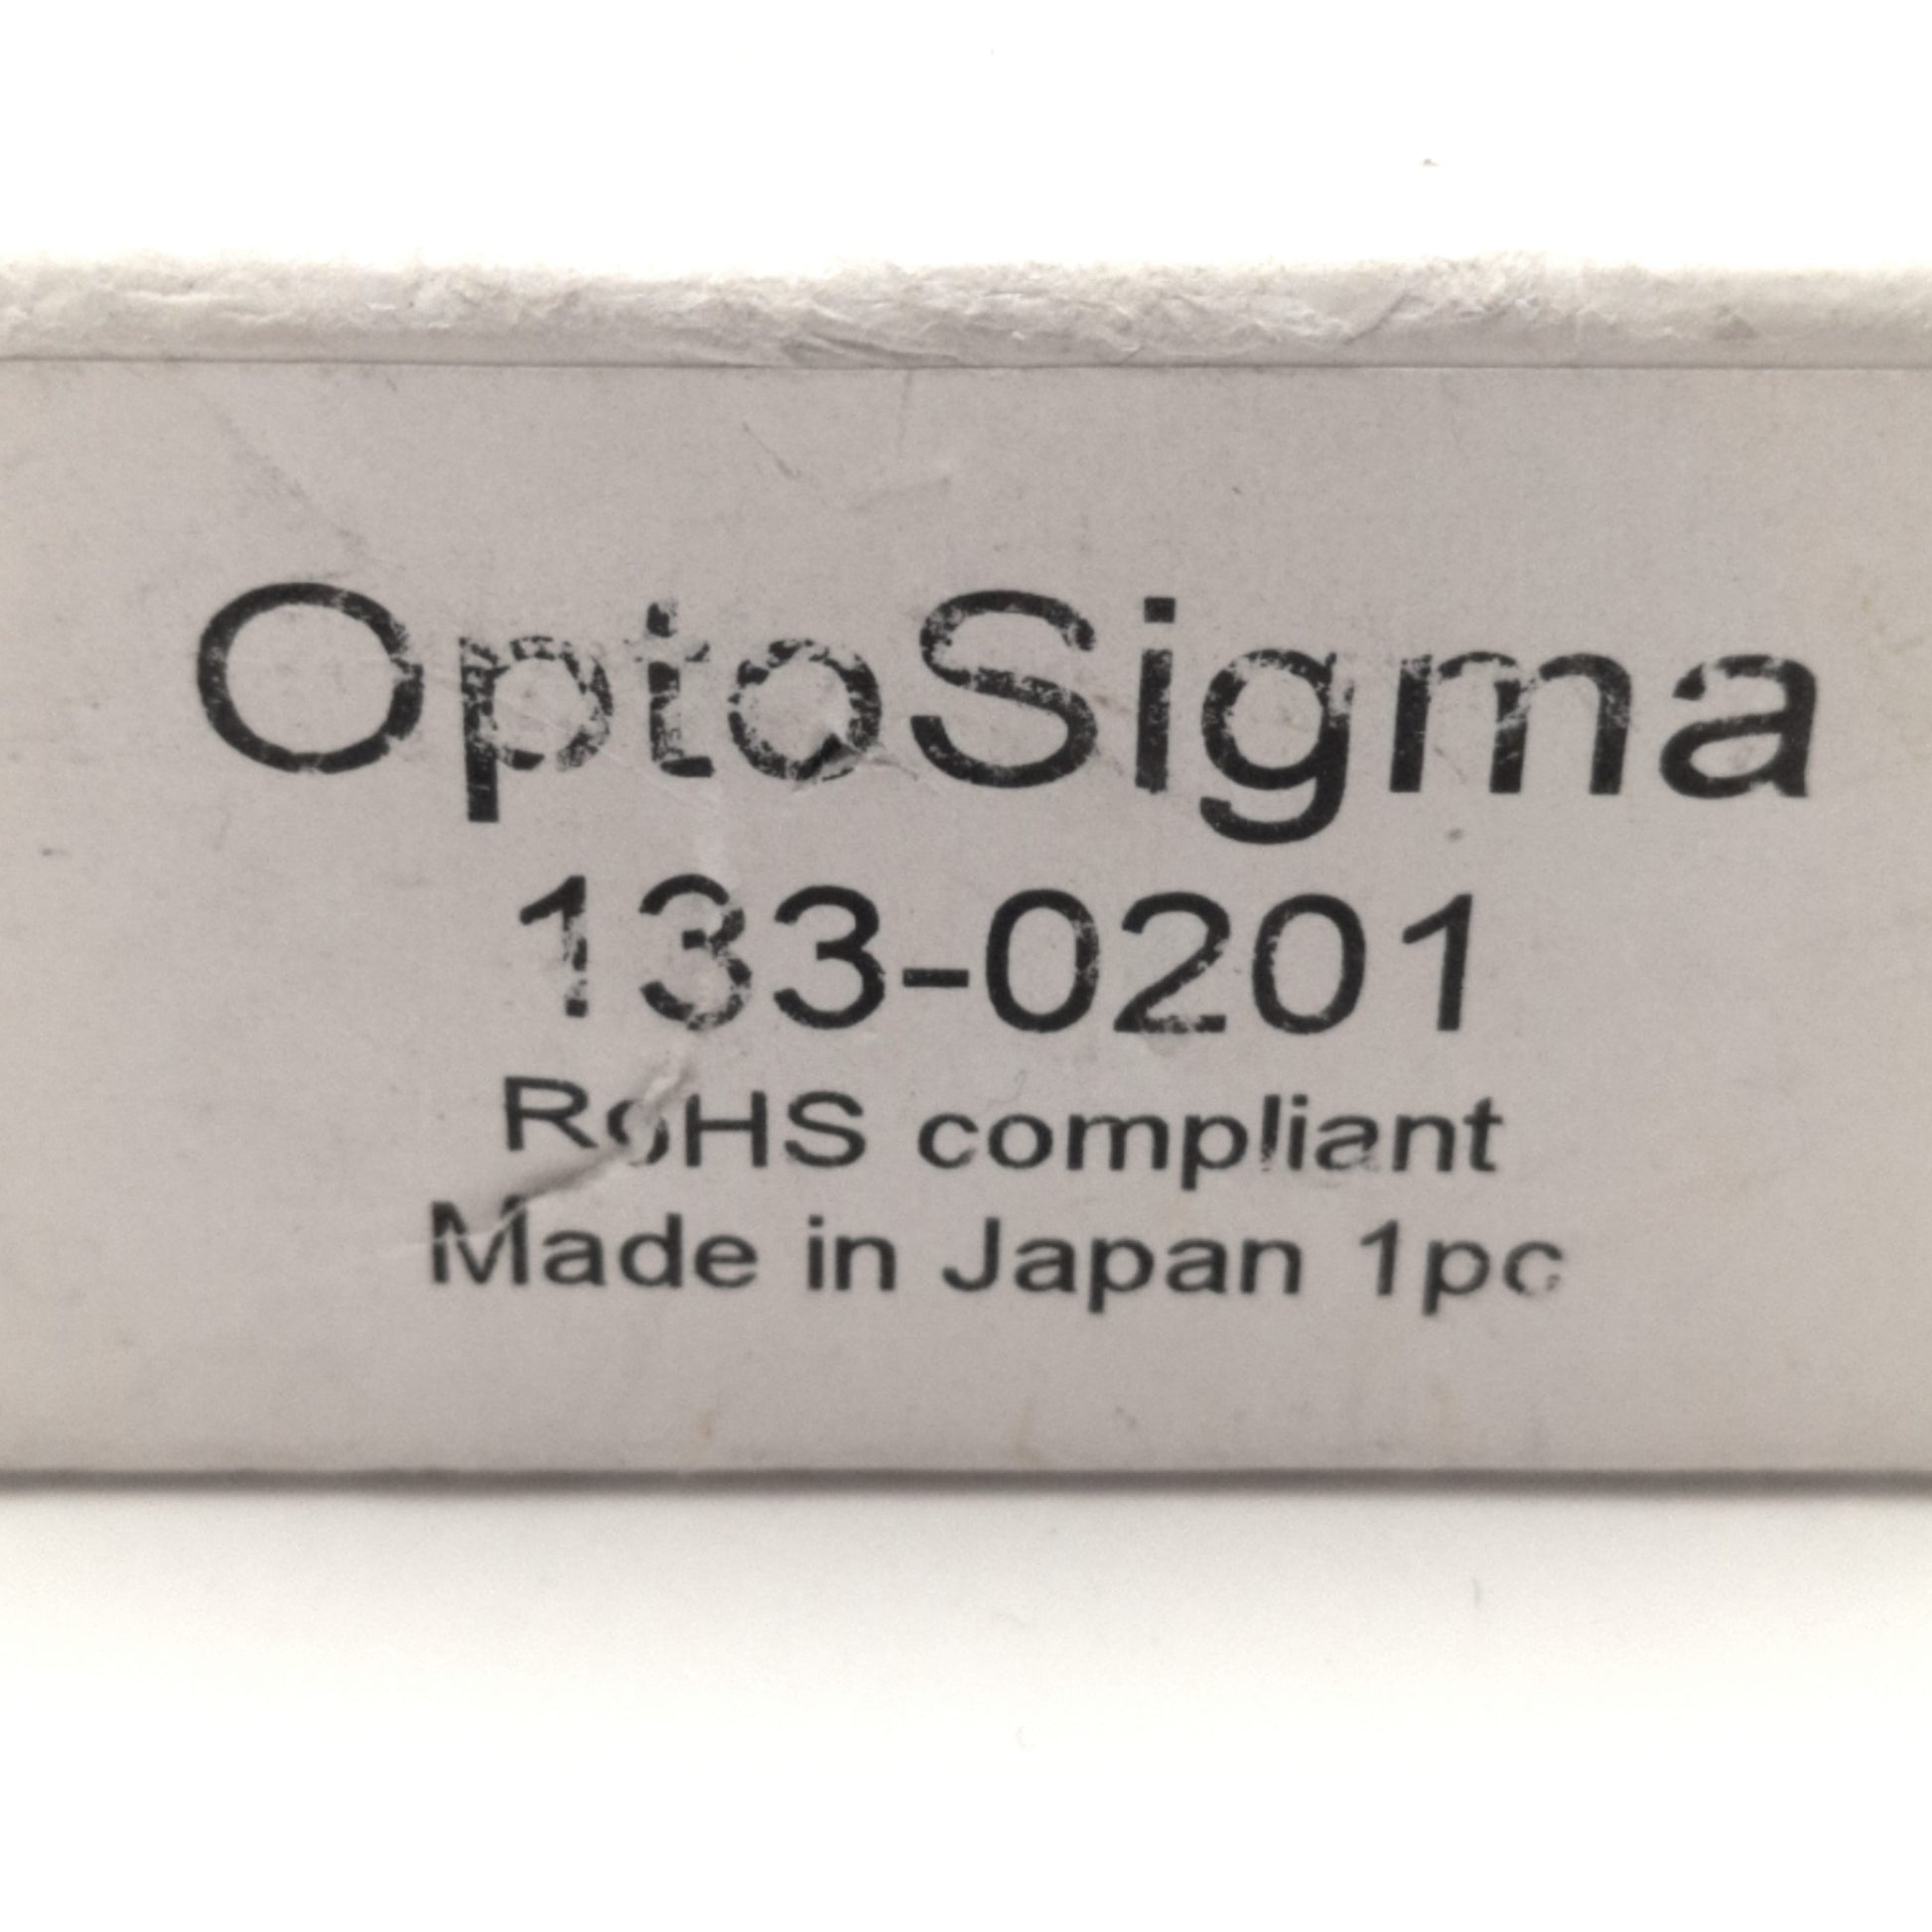 OptoSigma
133-0201
RoHS compliant
Made in Japan 1pc